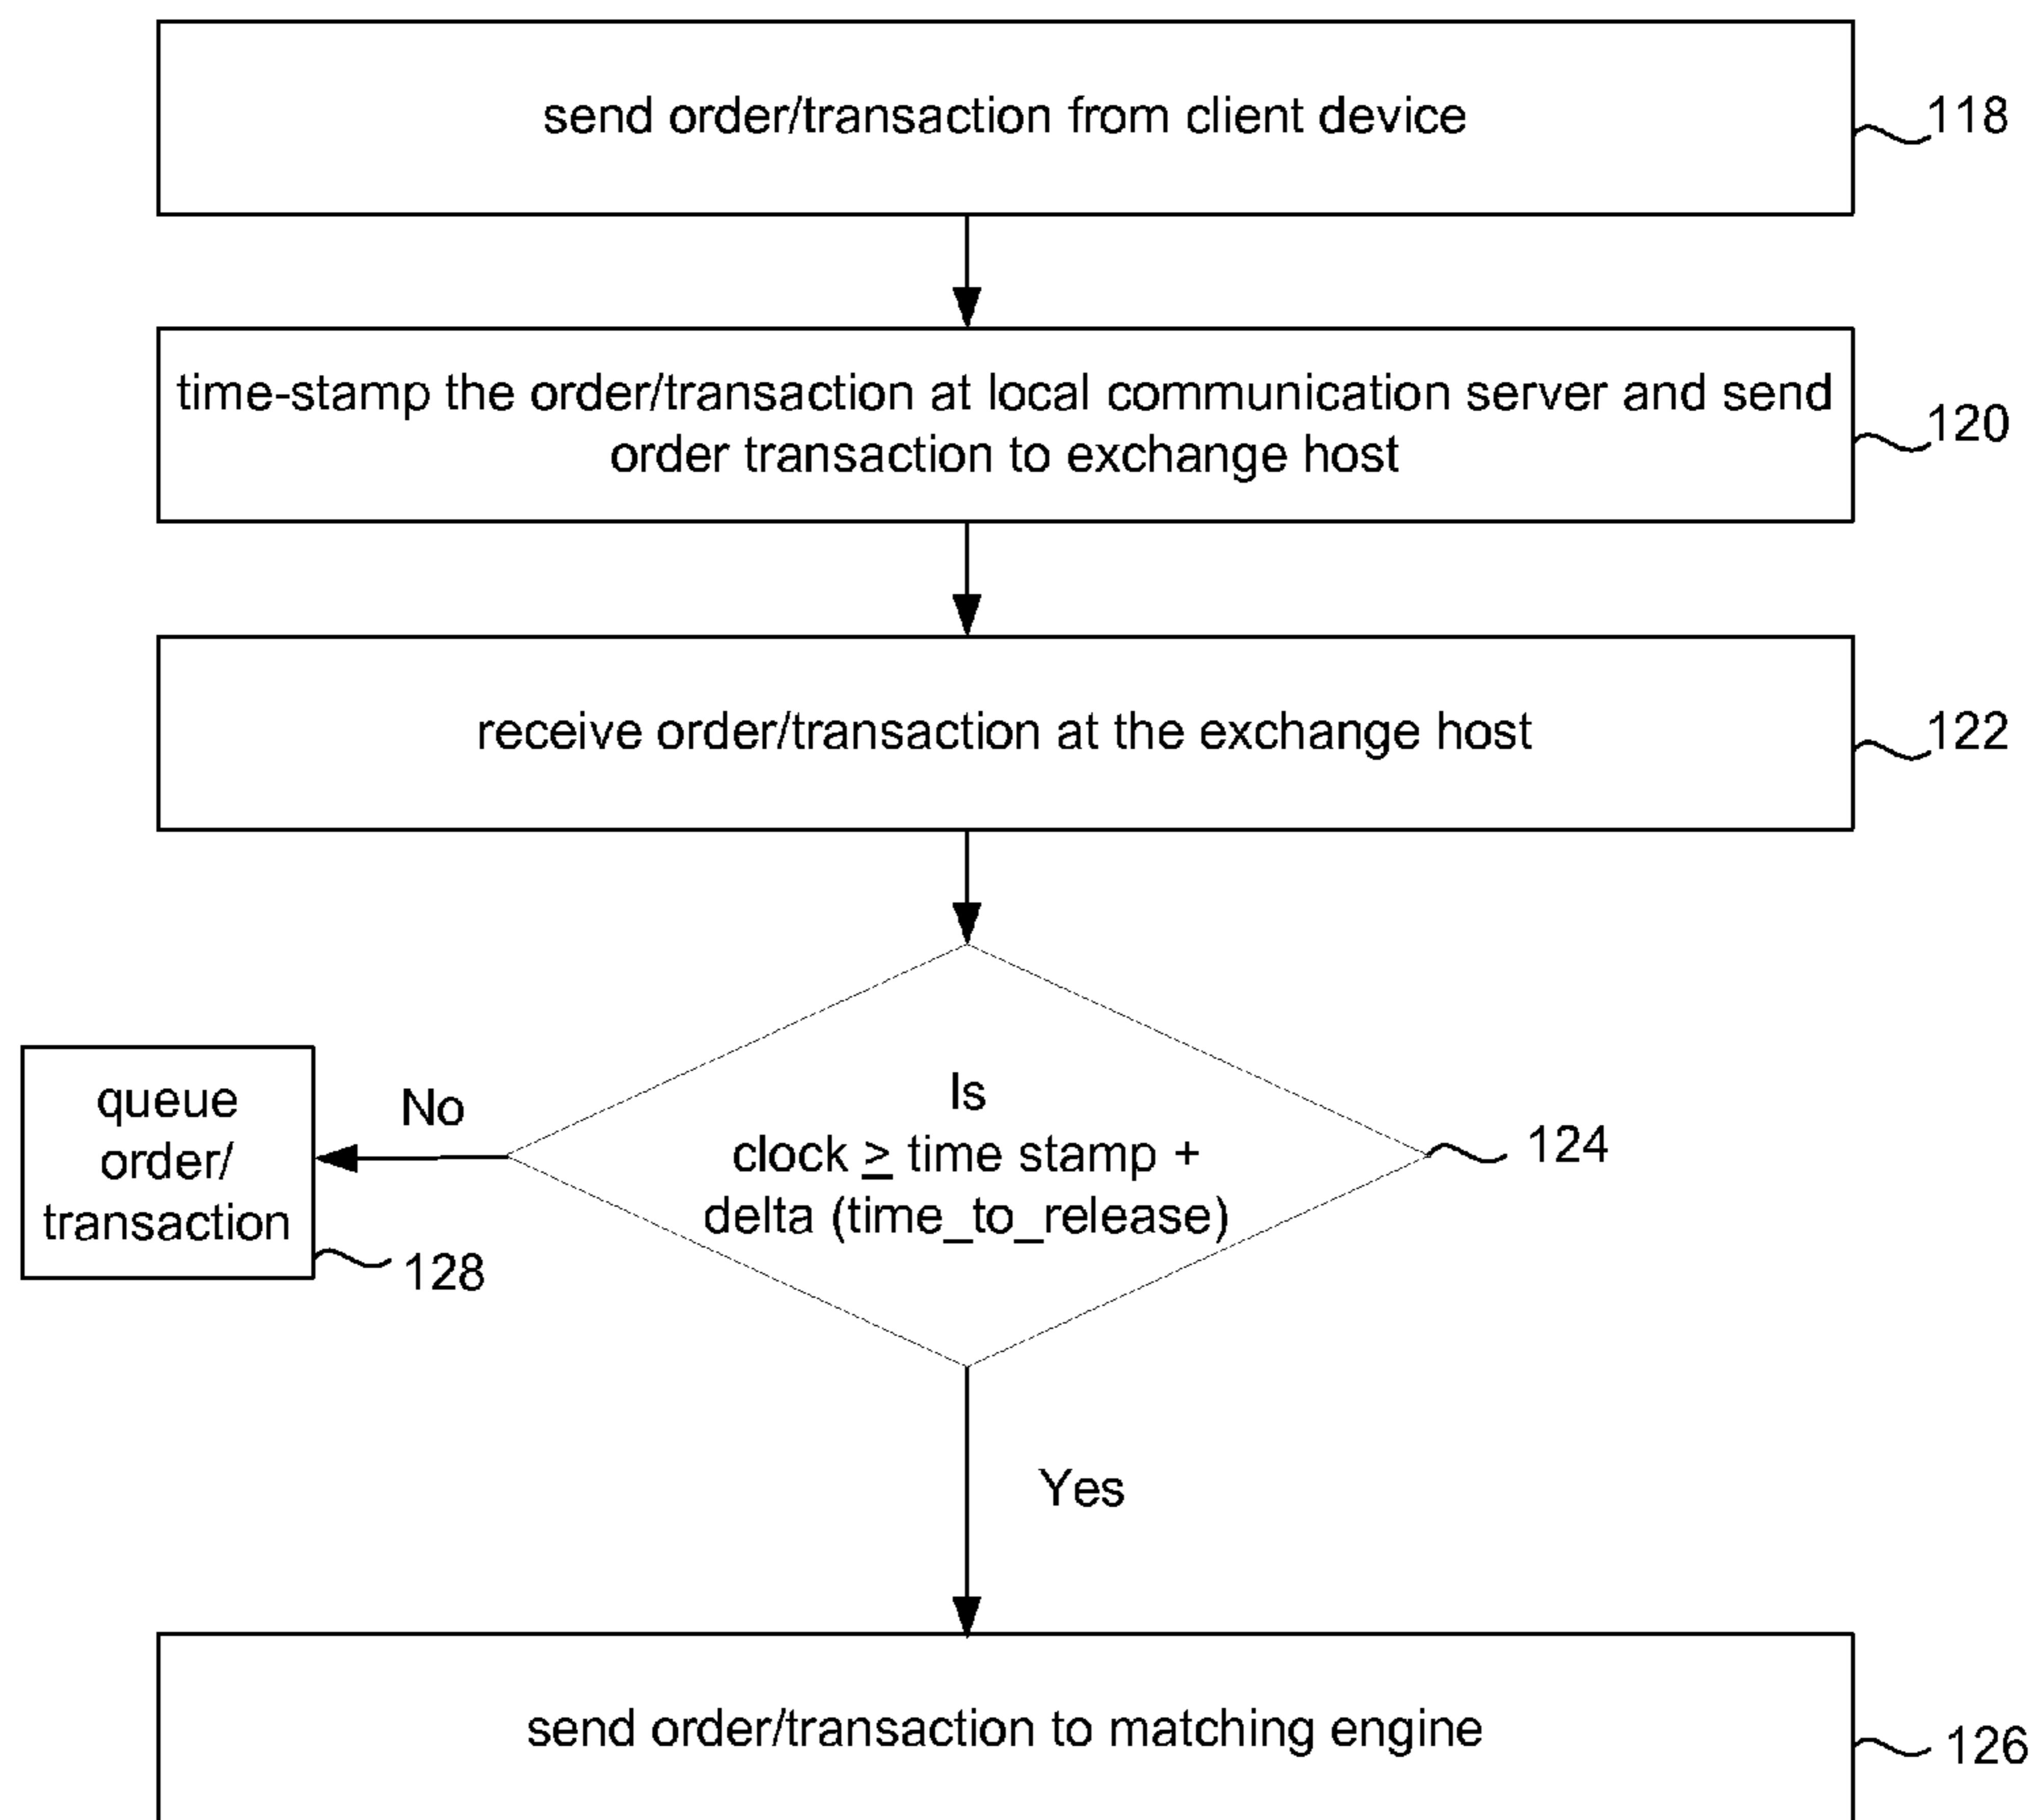 send order/transaction from client device
118
time-stamp the order/transaction at local communication server and send
order transaction to exchange host
120
receive order/transaction at the exchange host
122
Is
clock ≥ time stamp +
delta (time_to_release)
124
No
queue
order/
transaction
128
Yes
send order/transaction to matching engine
126